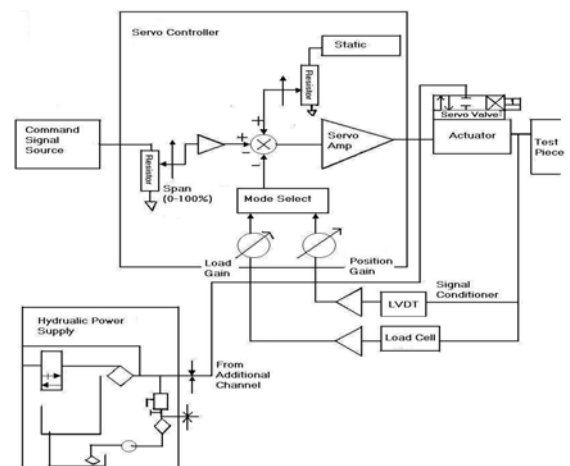 Servo Controller
Static
Resistor
Command
Signal
Source
Resistor
Span
(0-100%)
+
−
+
−
Servo
Amp
Servo Valve
Actuator
Test
Piece
Mode Select
Load
Gain
Position
Gain
Signal
Conditioner
LVDT
Load Cell
Hydrualic Power
Supply
From
Additional
Channel